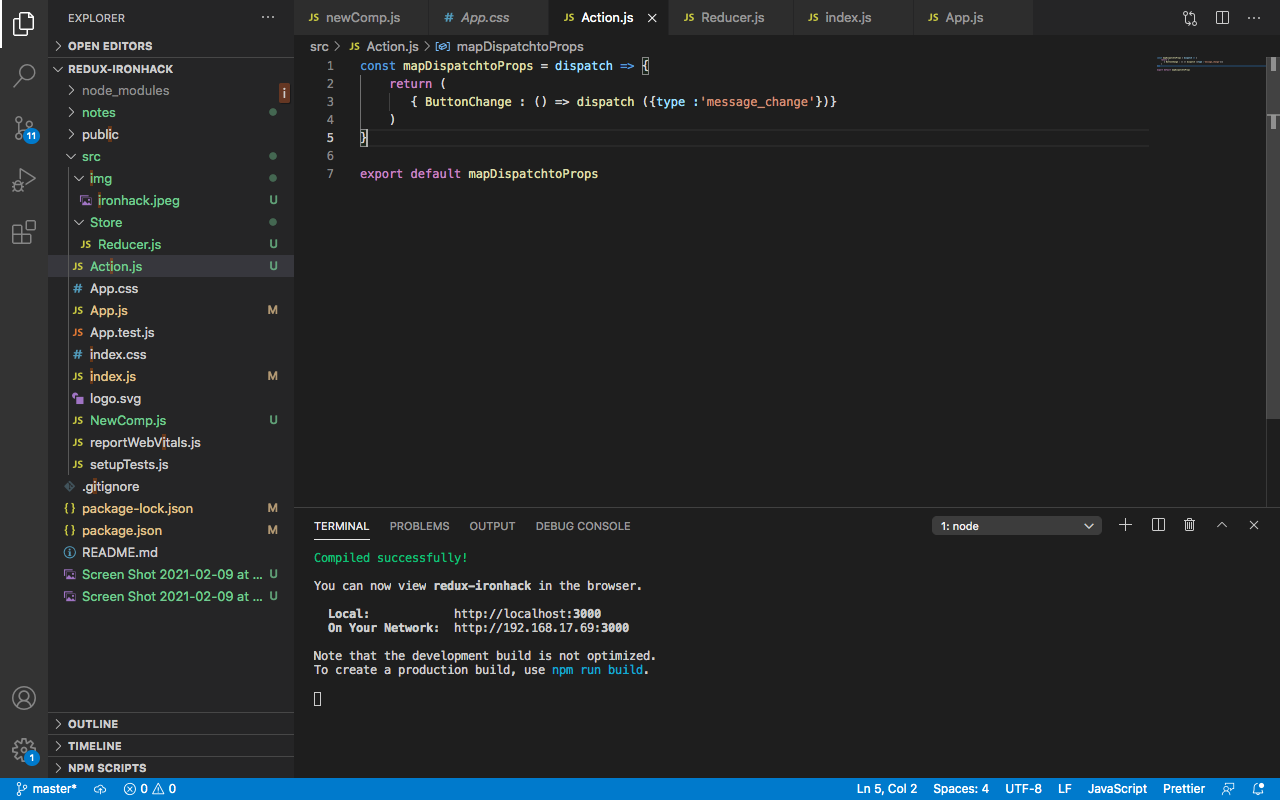 EXPLORER
OPEN EDITORS
REDUX-IRONHACK
node_modules
i
notes
public
src
img
ironhack.jpeg U
Store
Reducer.js U
JS Action.js U
# App.css
JS App.js M
JS App.test.js
# index.css
JS index.js M
logo.svg
JS NewComp.js U
JS reportWebVitals.js
JS setupTests.js
.gitignore
{} package-lock.json M
{} package.json M
README.md
Screen Shot 2021-02-09 at ... U
Screen Shot 2021-02-09 at ... U
OUTLINE
TIMELINE
NPM SCRIPTS
11
1
JS newComp.js # App.css JS Action.js JS Reducer.js JS index.js JS App.js
src > JS Action.js > mapDispatchtoProps
1 const mapDispatchtoProps = dispatch => {
2 return (
3 { ButtonChange : () => dispatch ({type :'message_change'})}
4 )
5 }
6
7 export default mapDispatchtoProps
TERMINAL PROBLEMS OUTPUT DEBUG CONSOLE 1: node
Compiled successfully!
You can now view redux-ironhack in the browser.
Local: http://localhost:3000
On Your Network: http://192.168.17.69:3000
Note that the development build is not optimized.
To create a production build, use npm run build.
master* 0 0 Ln 5, Col 2 Spaces: 4 UTF-8 LF JavaScript Prettier